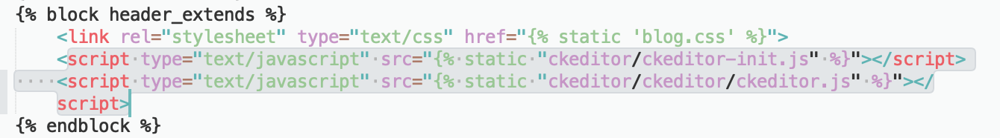 {% block header_extends %}
<link rel="stylesheet" type="text/css" href="{% static 'blog.css' %}">
<script type="text/javascript" src="{% static "ckeditor/ckeditor-init.js" %}"></script>
<script type="text/javascript" src="{% static "ckeditor/ckeditor/ckeditor.js" %}"></
script>
{% endblock %}